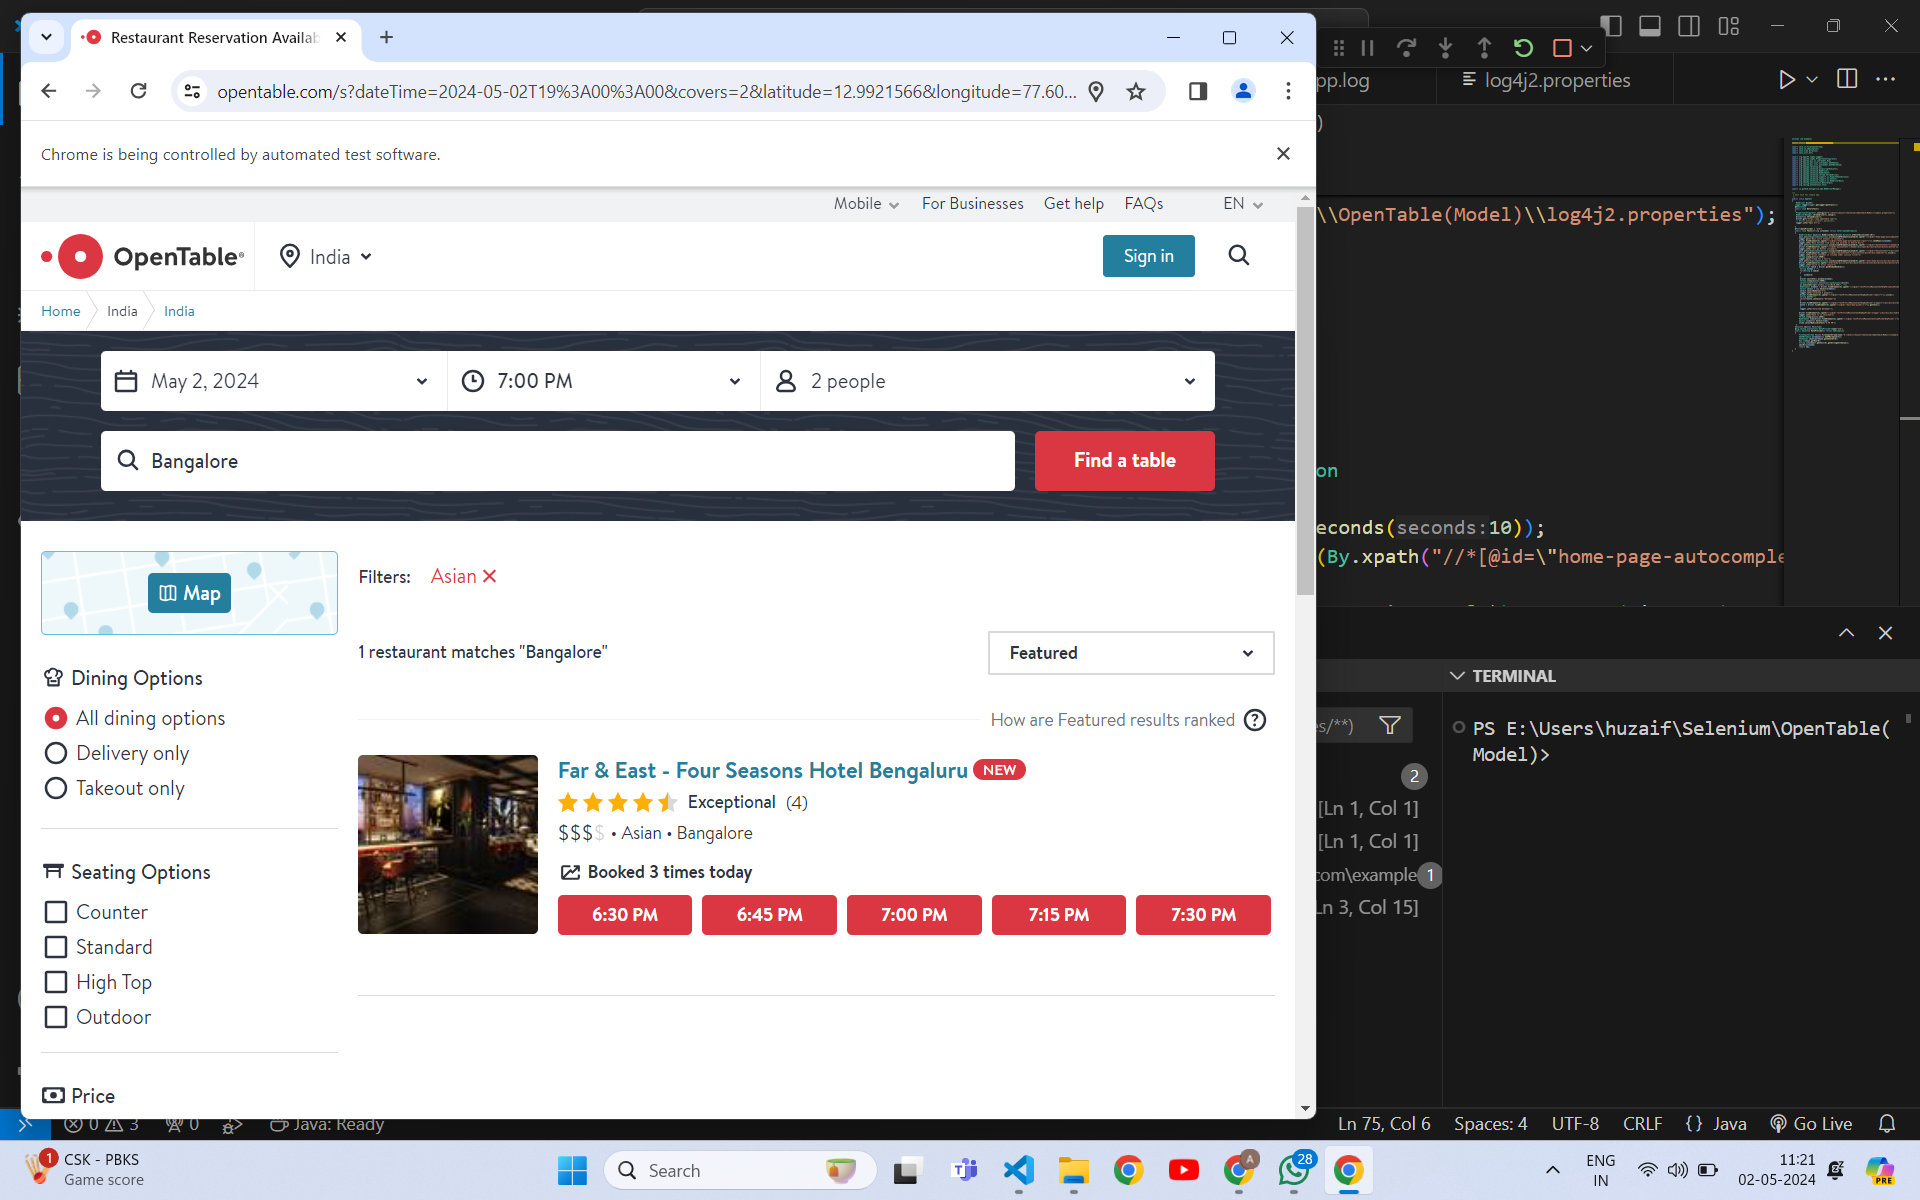 Restaurant Reservation Availab
opentable.com/s?dateTime=2024-05-02T19%3A00%3A00&covers=2&latitude=12.9921566&longitude=77.60...
Chrome is being controlled by automated test software.
Mobile
For Businesses
Get help
FAQs
EN
OpenTable
India
Sign in
Home
India
India
May 2, 2024
7:00 PM
2 people
Bangalore
Find a table
Map
Filters:
Asian
1 restaurant matches "Bangalore"
Featured
How are Featured results ranked
Dining Options
All dining options
Delivery only
Takeout only
Seating Options
Counter
Standard
High Top
Outdoor
Price
Far & East - Four Seasons Hotel Bengaluru NEW
Exceptional (4)
$$$$ • Asian • Bangalore
Booked 3 times today
6:30 PM
6:45 PM
7:00 PM
7:15 PM
7:30 PM
pp.log
log4j2.properties
)
\\OpenTable(Model)\\log4j2.properties");
on
econds(seconds:10));
(By.xpath("//*[@id=\"home-page-autocomple
TERMINAL
es/**)
2
[Ln 1, Col 1]
[Ln 1, Col 1]
com\example 1
Ln 3, Col 15]
PS E:\Users\huzaif\Selenium\OpenTable(
Model)>
0 3 0 Java: Ready
Ln 75, Col 6
Spaces: 4
UTF-8
CRLF
{} Java
Go Live
1
CSK - PBKS
Game score
Search
A
28
ENG
IN
11:21
02-05-2024
PRE